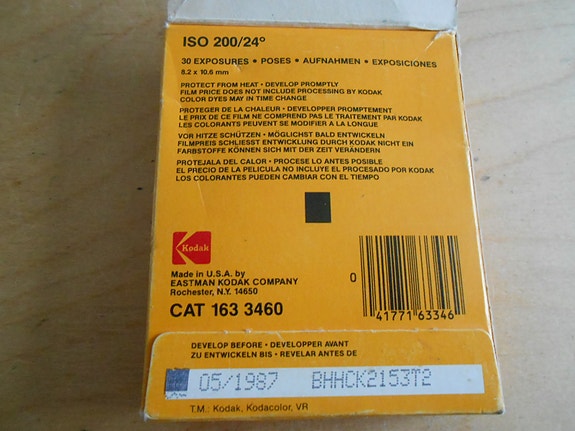 ISO 200/24°
30 EXPOSURES • POSES • AUFNAHMEN • EXPOSICIONES
8.2 x 10.6 mm
PROTECT FROM HEAT • DEVELOP PROMPTLY
FILM PRICE DOES NOT INCLUDE PROCESSING BY KODAK
COLOR DYES MAY IN TIME CHANGE
PROTEGER DE LA CHALEUR • DEVELOPPER PROMPTEMENT
LE PRIX DE CE FILM NE COMPREND PAS LE TRAITEMENT PAR KODAK
LES COLORANTS PEUVENT SE MODIFIER A LA LONGUE
VOR HITZE SCHÜTZEN • MÖGLICHST BALD ENTWICKELN
FILMPREIS SCHLIESST ENTWICKLUNG DURCH KODAK NICHT EIN
FARBSTOFFE KÖNNEN SICH MIT DER ZEIT VERÄNDERN
PROTEJALA DEL CALOR • PROCESE LO ANTES POSIBLE
EL PRECIO DE LA PELICULA NO INCLUYE EL PROCESADO POR KODAK
LOS COLORANTES PUEDEN CAMBIAR CON EL TIEMPO
Kodak
Made in U.S.A. by
EASTMAN KODAK COMPANY
Rochester, N.Y. 14650
CAT 163 3460
0 41771 63346
DEVELOP BEFORE • DEVELOPPER AVANT
ZU ENTWICKELN BIS • REVELAR ANTES DE
05/1987 BHHCK2153T2
T.M.: Kodak, Kodacolor, VR